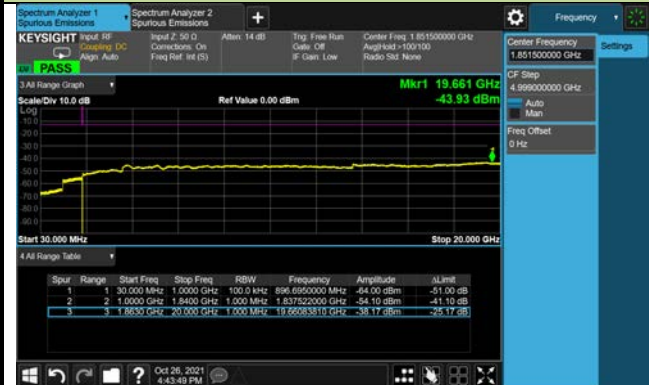 Spectrum Analyzer 1
Spurious Emissions
Spectrum Analyzer 2
Spurious Emissions
+
Frequency
KEYSIGHT
Input: RF
Coupling: DC
Align: Auto
Input Z: 50 Ω
Corrections: On
Freq Ref: Int (S)
Atten: 14 dB
Trig: Free Run
Gate: Off
IF Gain: Low
Center Freq: 1.851500000 GHz
Avg|Hold:>100/100
Radio Std: None
PASS
Center Frequency
1.851500000 GHz
Settings
CF Step
4.999000000 GHz
Auto
Man
Freq Offset
0 Hz
3 All Range Graph
Mkr1 19.661 GHz
-43.93 dBm
Scale/Div 10.0 dB
Ref Value 0.00 dBm
Log
-10.0
-20.0
-30.0
-40.0
-50.0
-60.0
-70.0
-80.0
-90.0
Start 30.000 MHz
Stop 20.000 GHz
4 All Range Table
Spur Range Start Freq Stop Freq RBW Frequency Amplitude ΔLimit
1 1 30.000 MHz 1.0000 GHz 100.0 kHz 896.6950000 MHz -64.00 dBm -51.00 dB
2 2 1.0000 GHz 1.8400 GHz 1.000 MHz 1.837522000 GHz -54.10 dBm -41.10 dB
3 3 1.8630 GHz 20.000 GHz 1.000 MHz 19.66083810 GHz -38.17 dBm -25.17 dB
?
Oct 26, 2021
4:43:49 PM